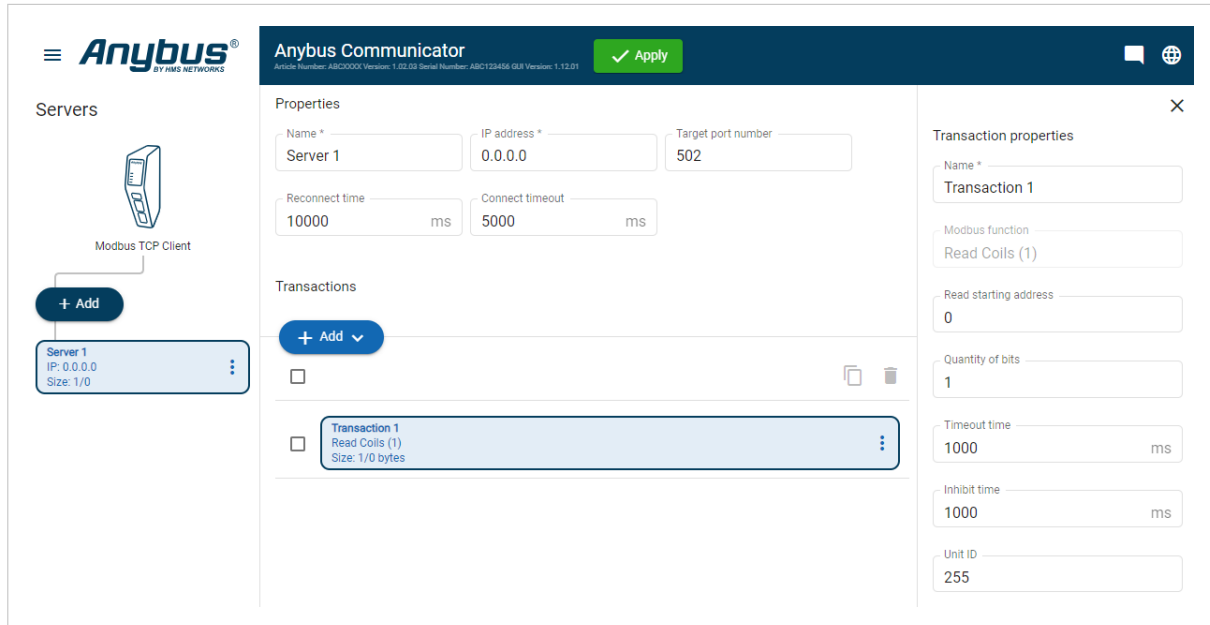 Anybus®
BY HMS NETWORKS
Anybus Communicator
Article Number: ABCXXXX Version: 1.02.03 Serial Number: ABC123456 GUI Version: 1.12.01
Apply
Servers
Modbus TCP Client
+ Add
Server 1
IP: 0.0.0.0
Size: 1/0
Properties
Name *
Server 1
IP address *
0.0.0.0
Target port number
502
Reconnect time
10000 ms
Connect timeout
5000 ms
Transactions
+ Add
Transaction 1
Read Coils (1)
Size: 1/0 bytes
Transaction properties
Name *
Transaction 1
Modbus function
Read Coils (1)
Read starting address
0
Quantity of bits
1
Timeout time
1000 ms
Inhibit time
1000 ms
Unit ID
255